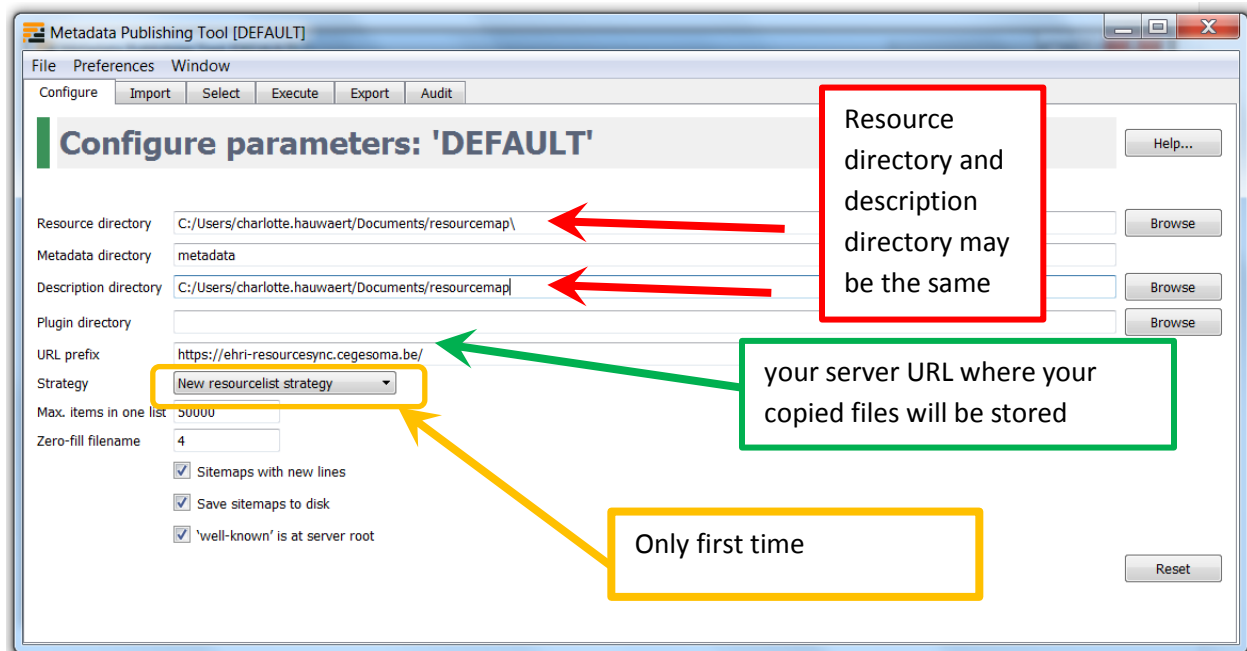 Metadata Publishing Tool [DEFAULT]
File Preferences Window
Configure Import Select Execute Export Audit
Configure parameters: 'DEFAULT'
Help...
Resource
directory and
description
directory may
be the same
Resource directory C:/Users/charlotte.hauwaert/Documents/resourcemap\ Browse
Metadata directory metadata
Description directory C:/Users/charlotte.hauwaert/Documents/resourcemap Browse
Plugin directory Browse
URL prefix https://ehri-resourcesync.cegesoma.be/
your server URL where your
copied files will be stored
Strategy New resourcelist strategy
Max. items in one list 50000
Zero-fill filename 4
Sitemaps with new lines
Save sitemaps to disk
'well-known' is at server root
Only first time
Reset